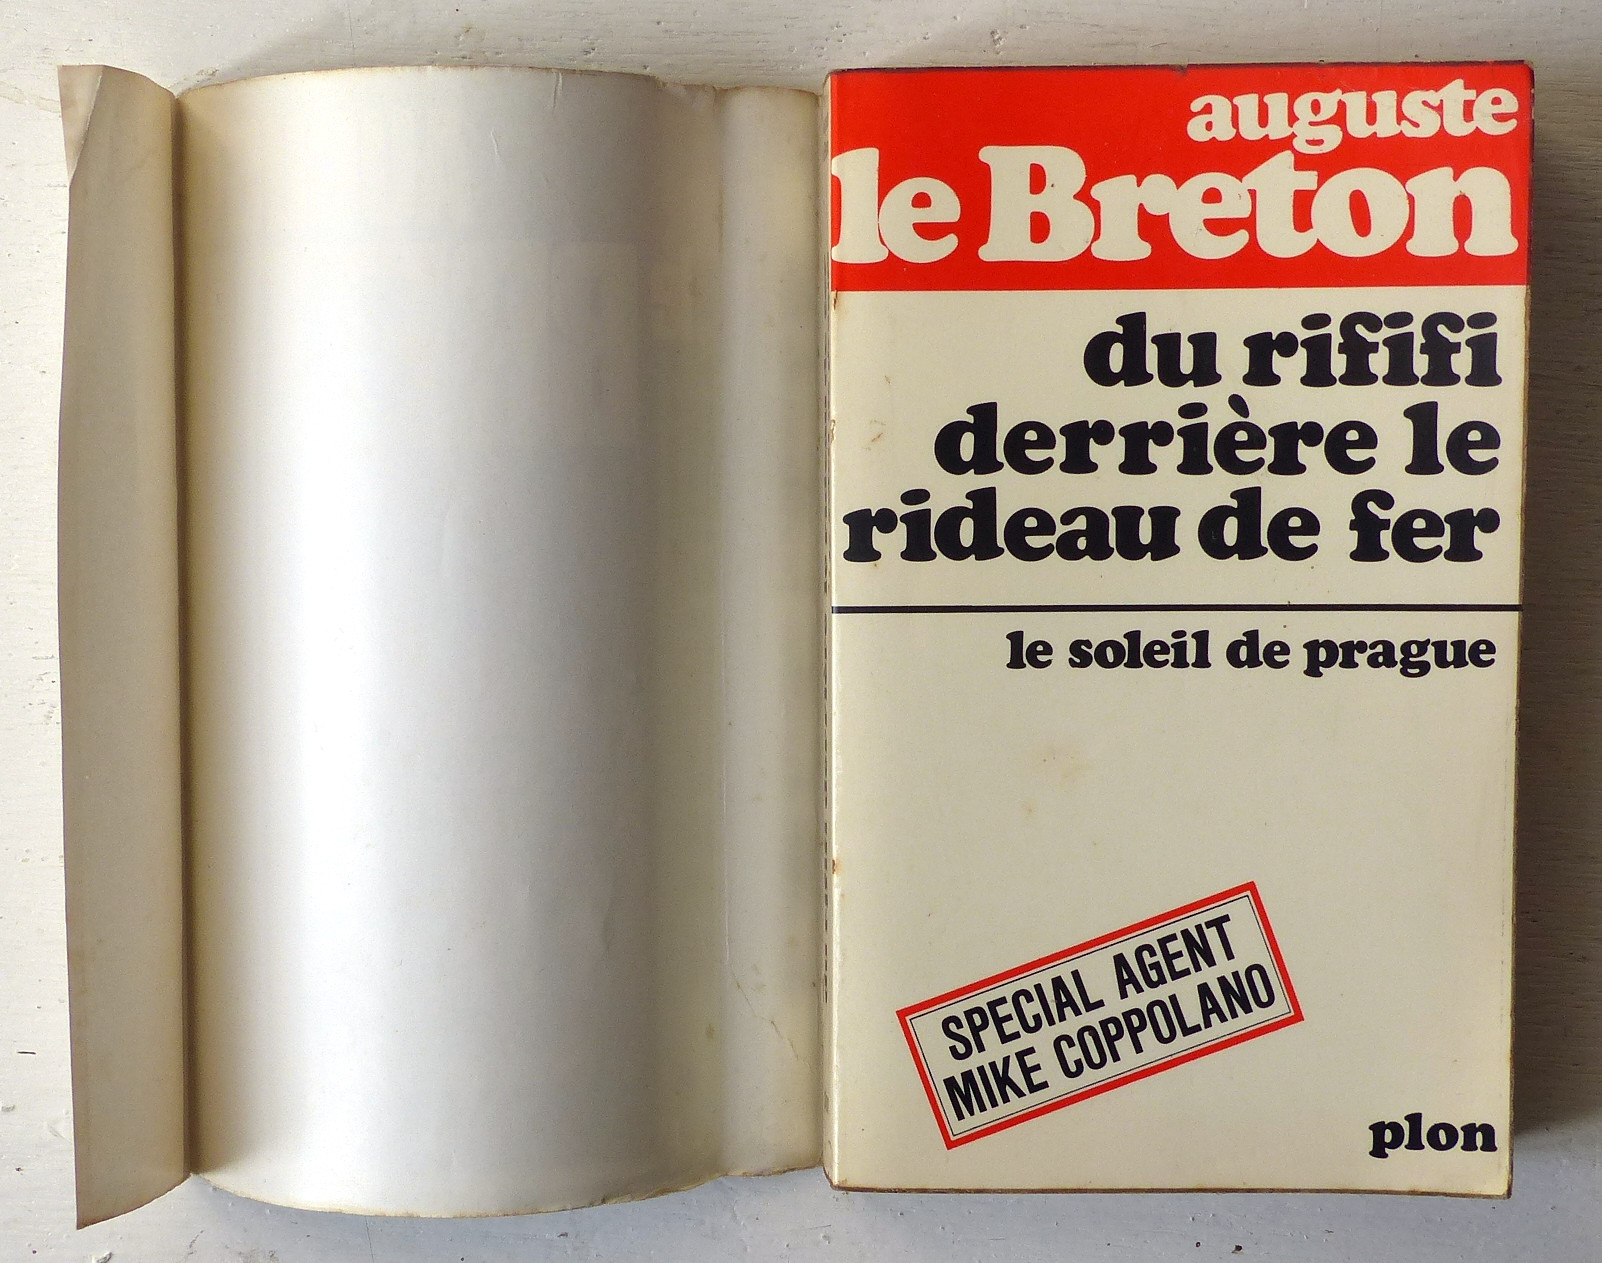 auguste
le Breton
du rififi
derrière le
rideau de fer
le soleil de prague
SPECIAL AGENT
MIKE COPPOLANO
plon